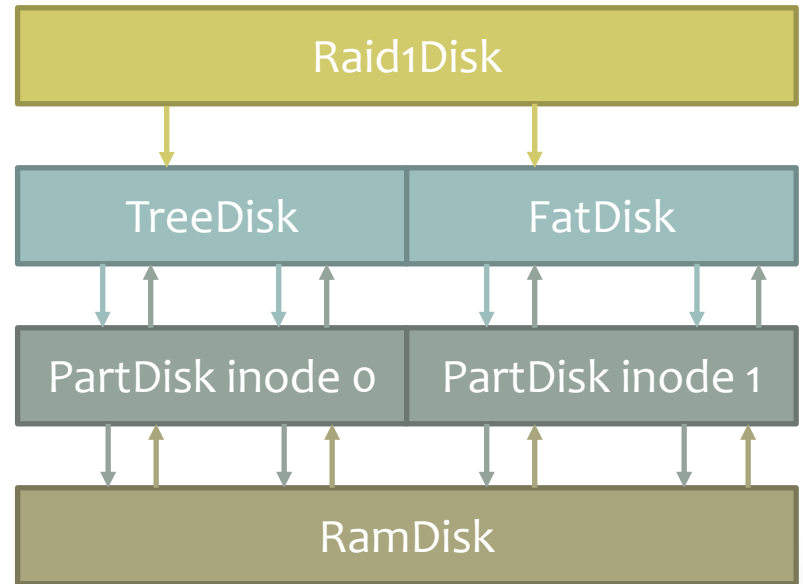 Raid1Disk
TreeDisk
FatDisk
PartDisk inode 0
PartDisk inode 1
RamDisk